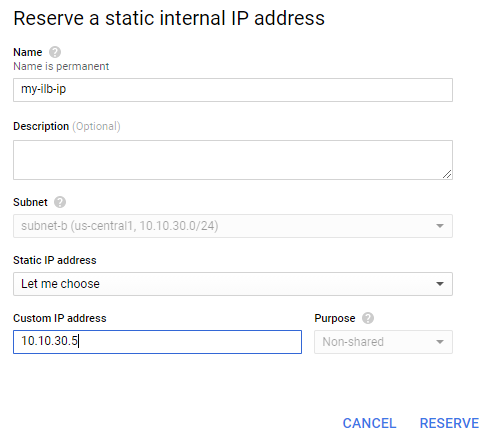 Reserve a static internal IP address
Name
Name is permanent
my-ilb-ip
Description (Optional)
Subnet
subnet-b (us-central1, 10.10.30.0/24)
Static IP address
Let me choose
Custom IP address
Purpose
10.10.30.5
Non-shared
CANCEL
RESERVE